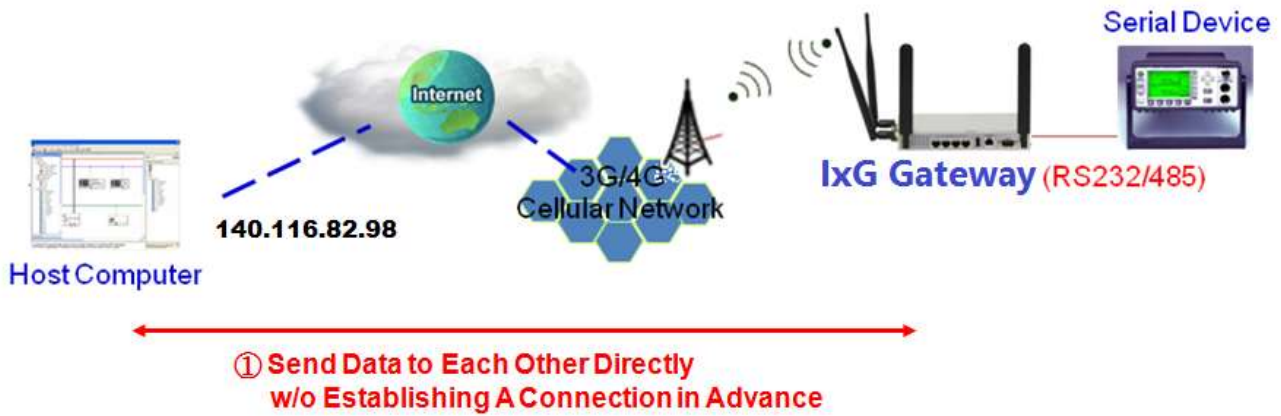 Serial Device
Internet
3G/4G
Cellular Network
IxG Gateway (RS232/485)
140.116.82.98
Host Computer
① Send Data to Each Other Directly
w/o Establishing A Connection in Advance